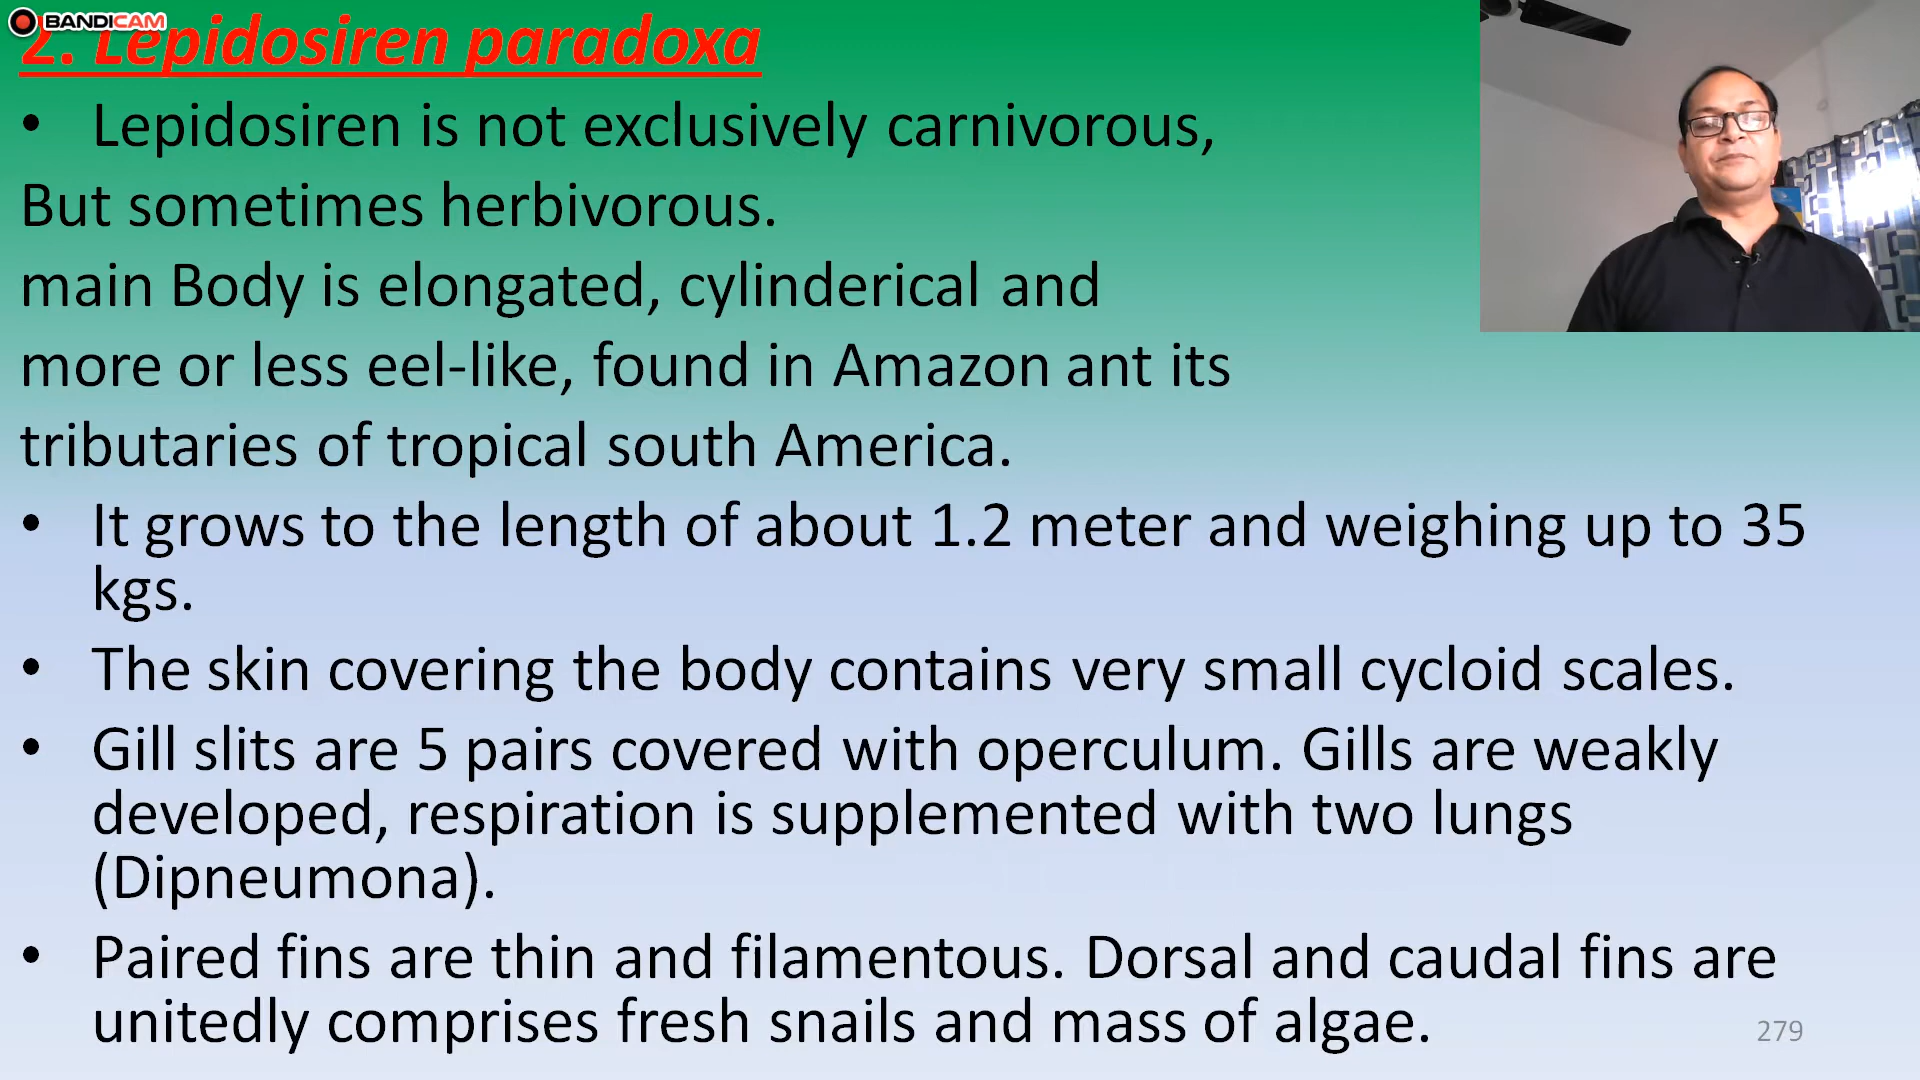 BANDICAM
2. Lepidosiren paradoxa
• Lepidosiren is not exclusively carnivorous,
But sometimes herbivorous.
main Body is elongated, cylinderical and
more or less eel-like, found in Amazon ant its
tributaries of tropical south America.
• It grows to the length of about 1.2 meter and weighing up to 35
kgs.
• The skin covering the body contains very small cycloid scales.
• Gill slits are 5 pairs covered with operculum. Gills are weakly
developed, respiration is supplemented with two lungs
(Dipneumona).
• Paired fins are thin and filamentous. Dorsal and caudal fins are
unitedly comprises fresh snails and mass of algae.
279